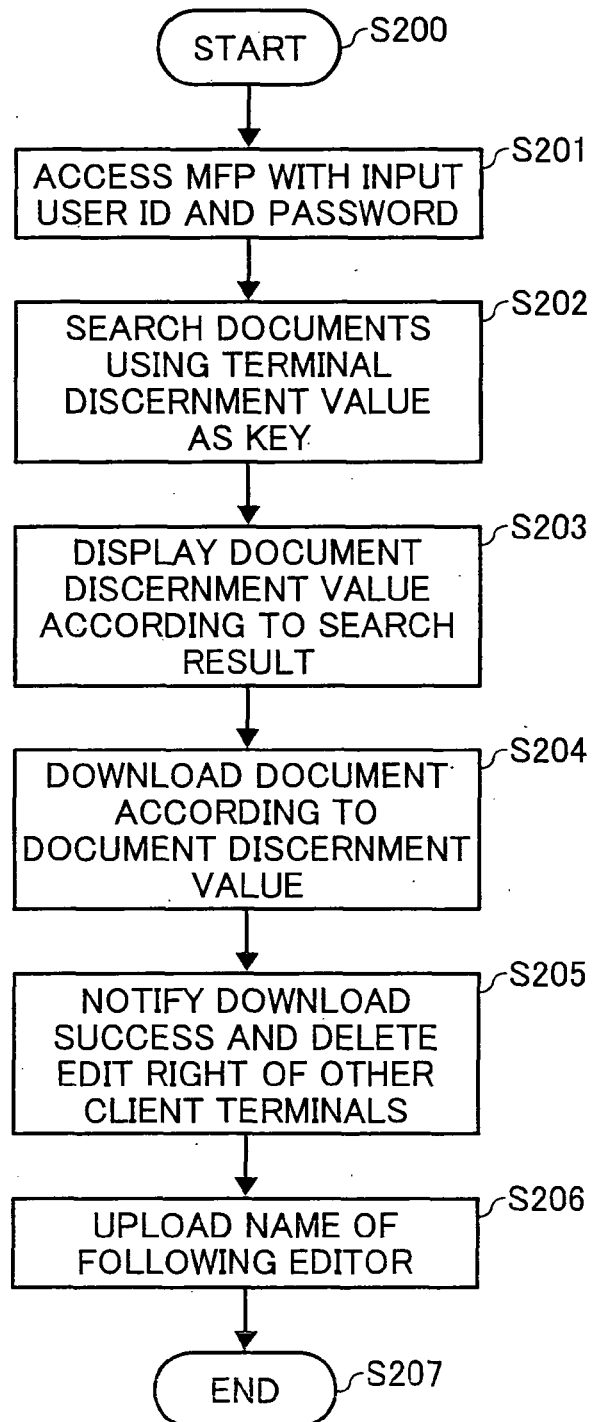 START
S200
ACCESS MFP WITH INPUT
USER ID AND PASSWORD
S201
SEARCH DOCUMENTS
USING TERMINAL
DISCERNMENT VALUE
AS KEY
S202
DISPLAY DOCUMENT
DISCERNMENT VALUE
ACCORDING TO SEARCH
RESULT
S203
DOWNLOAD DOCUMENT
ACCORDING TO
DOCUMENT DISCERNMENT
VALUE
S204
NOTIFY DOWNLOAD
SUCCESS AND DELETE
EDIT RIGHT OF OTHER
CLIENT TERMINALS
S205
UPLOAD NAME OF
FOLLOWING EDITOR
S206
END
S207